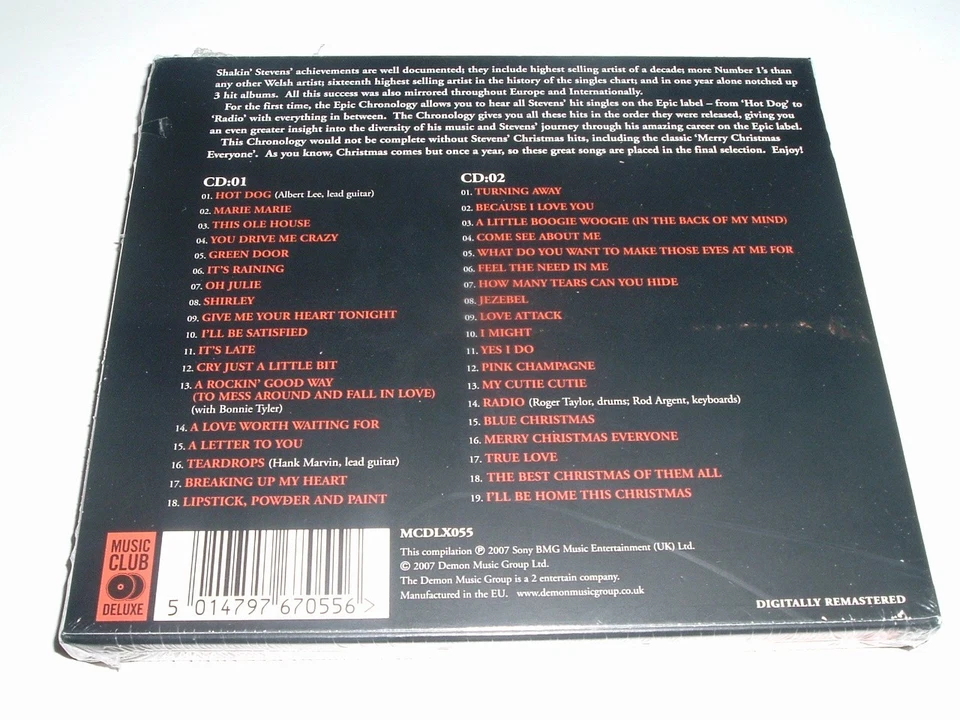 Shakin' Stevens' achievements are well documented; they include highest selling artist of a decade; more Number 1's than
any other Welsh artist; sixteenth highest selling artist in the history of the singles chart; and in one year alone notched up
3 hit albums. All this success was also mirrored throughout Europe and Internationally.
For the first time, the Epic Chronology allows you to hear all Stevens' hit singles on the Epic label – from 'Hot Dog' to
'Radio' with everything in between. The Chronology gives you all these hits in the order they were released, giving you
an even greater insight into the diversity of his music and Stevens' journey through his amazing career on the Epic label.
This Chronology would not be complete without Stevens' Christmas hits, including the classic 'Merry Christmas
Everyone'. As you know, Christmas comes but once a year, so these great songs are placed in the final selection. Enjoy!
CD:01
01. HOT DOG (Albert Lee, lead guitar)
02. MARIE MARIE
03. THIS OLE HOUSE
04. YOU DRIVE ME CRAZY
05. GREEN DOOR
06. IT'S RAINING
07. OH JULIE
08. SHIRLEY
09. GIVE ME YOUR HEART TONIGHT
10. I'LL BE SATISFIED
11. IT'S LATE
12. CRY JUST A LITTLE BIT
13. A ROCKIN' GOOD WAY
(TO MESS AROUND AND FALL IN LOVE)
(with Bonnie Tyler)
14. A LOVE WORTH WAITING FOR
15. A LETTER TO YOU
16. TEARDROPS (Hank Marvin, lead guitar)
17. BREAKING UP MY HEART
18. LIPSTICK, POWDER AND PAINT
CD:02
01. TURNING AWAY
02. BECAUSE I LOVE YOU
03. A LITTLE BOOGIE WOOGIE (IN THE BACK OF MY MIND)
04. COME SEE ABOUT ME
05. WHAT DO YOU WANT TO MAKE THOSE EYES AT ME FOR
06. FEEL THE NEED IN ME
07. HOW MANY TEARS CAN YOU HIDE
08. JEZEBEL
09. LOVE ATTACK
10. I MIGHT
11. YES I DO
12. PINK CHAMPAGNE
13. MY CUTIE CUTIE
14. RADIO (Roger Taylor, drums; Rod Argent, keyboards)
15. BLUE CHRISTMAS
16. MERRY CHRISTMAS EVERYONE
17. TRUE LOVE
18. THE BEST CHRISTMAS OF THEM ALL
19. I'LL BE HOME THIS CHRISTMAS
MUSIC
CLUB
DELUXE
5 014797 670556 >
MCDLX055
This compilation ℗ 2007 Sony BMG Music Entertainment (UK) Ltd.
© 2007 Demon Music Group Ltd.
The Demon Music Group is a 2 entertain company.
Manufactured in the EU. www.demonmusicgroup.co.uk
DIGITALLY REMASTERED